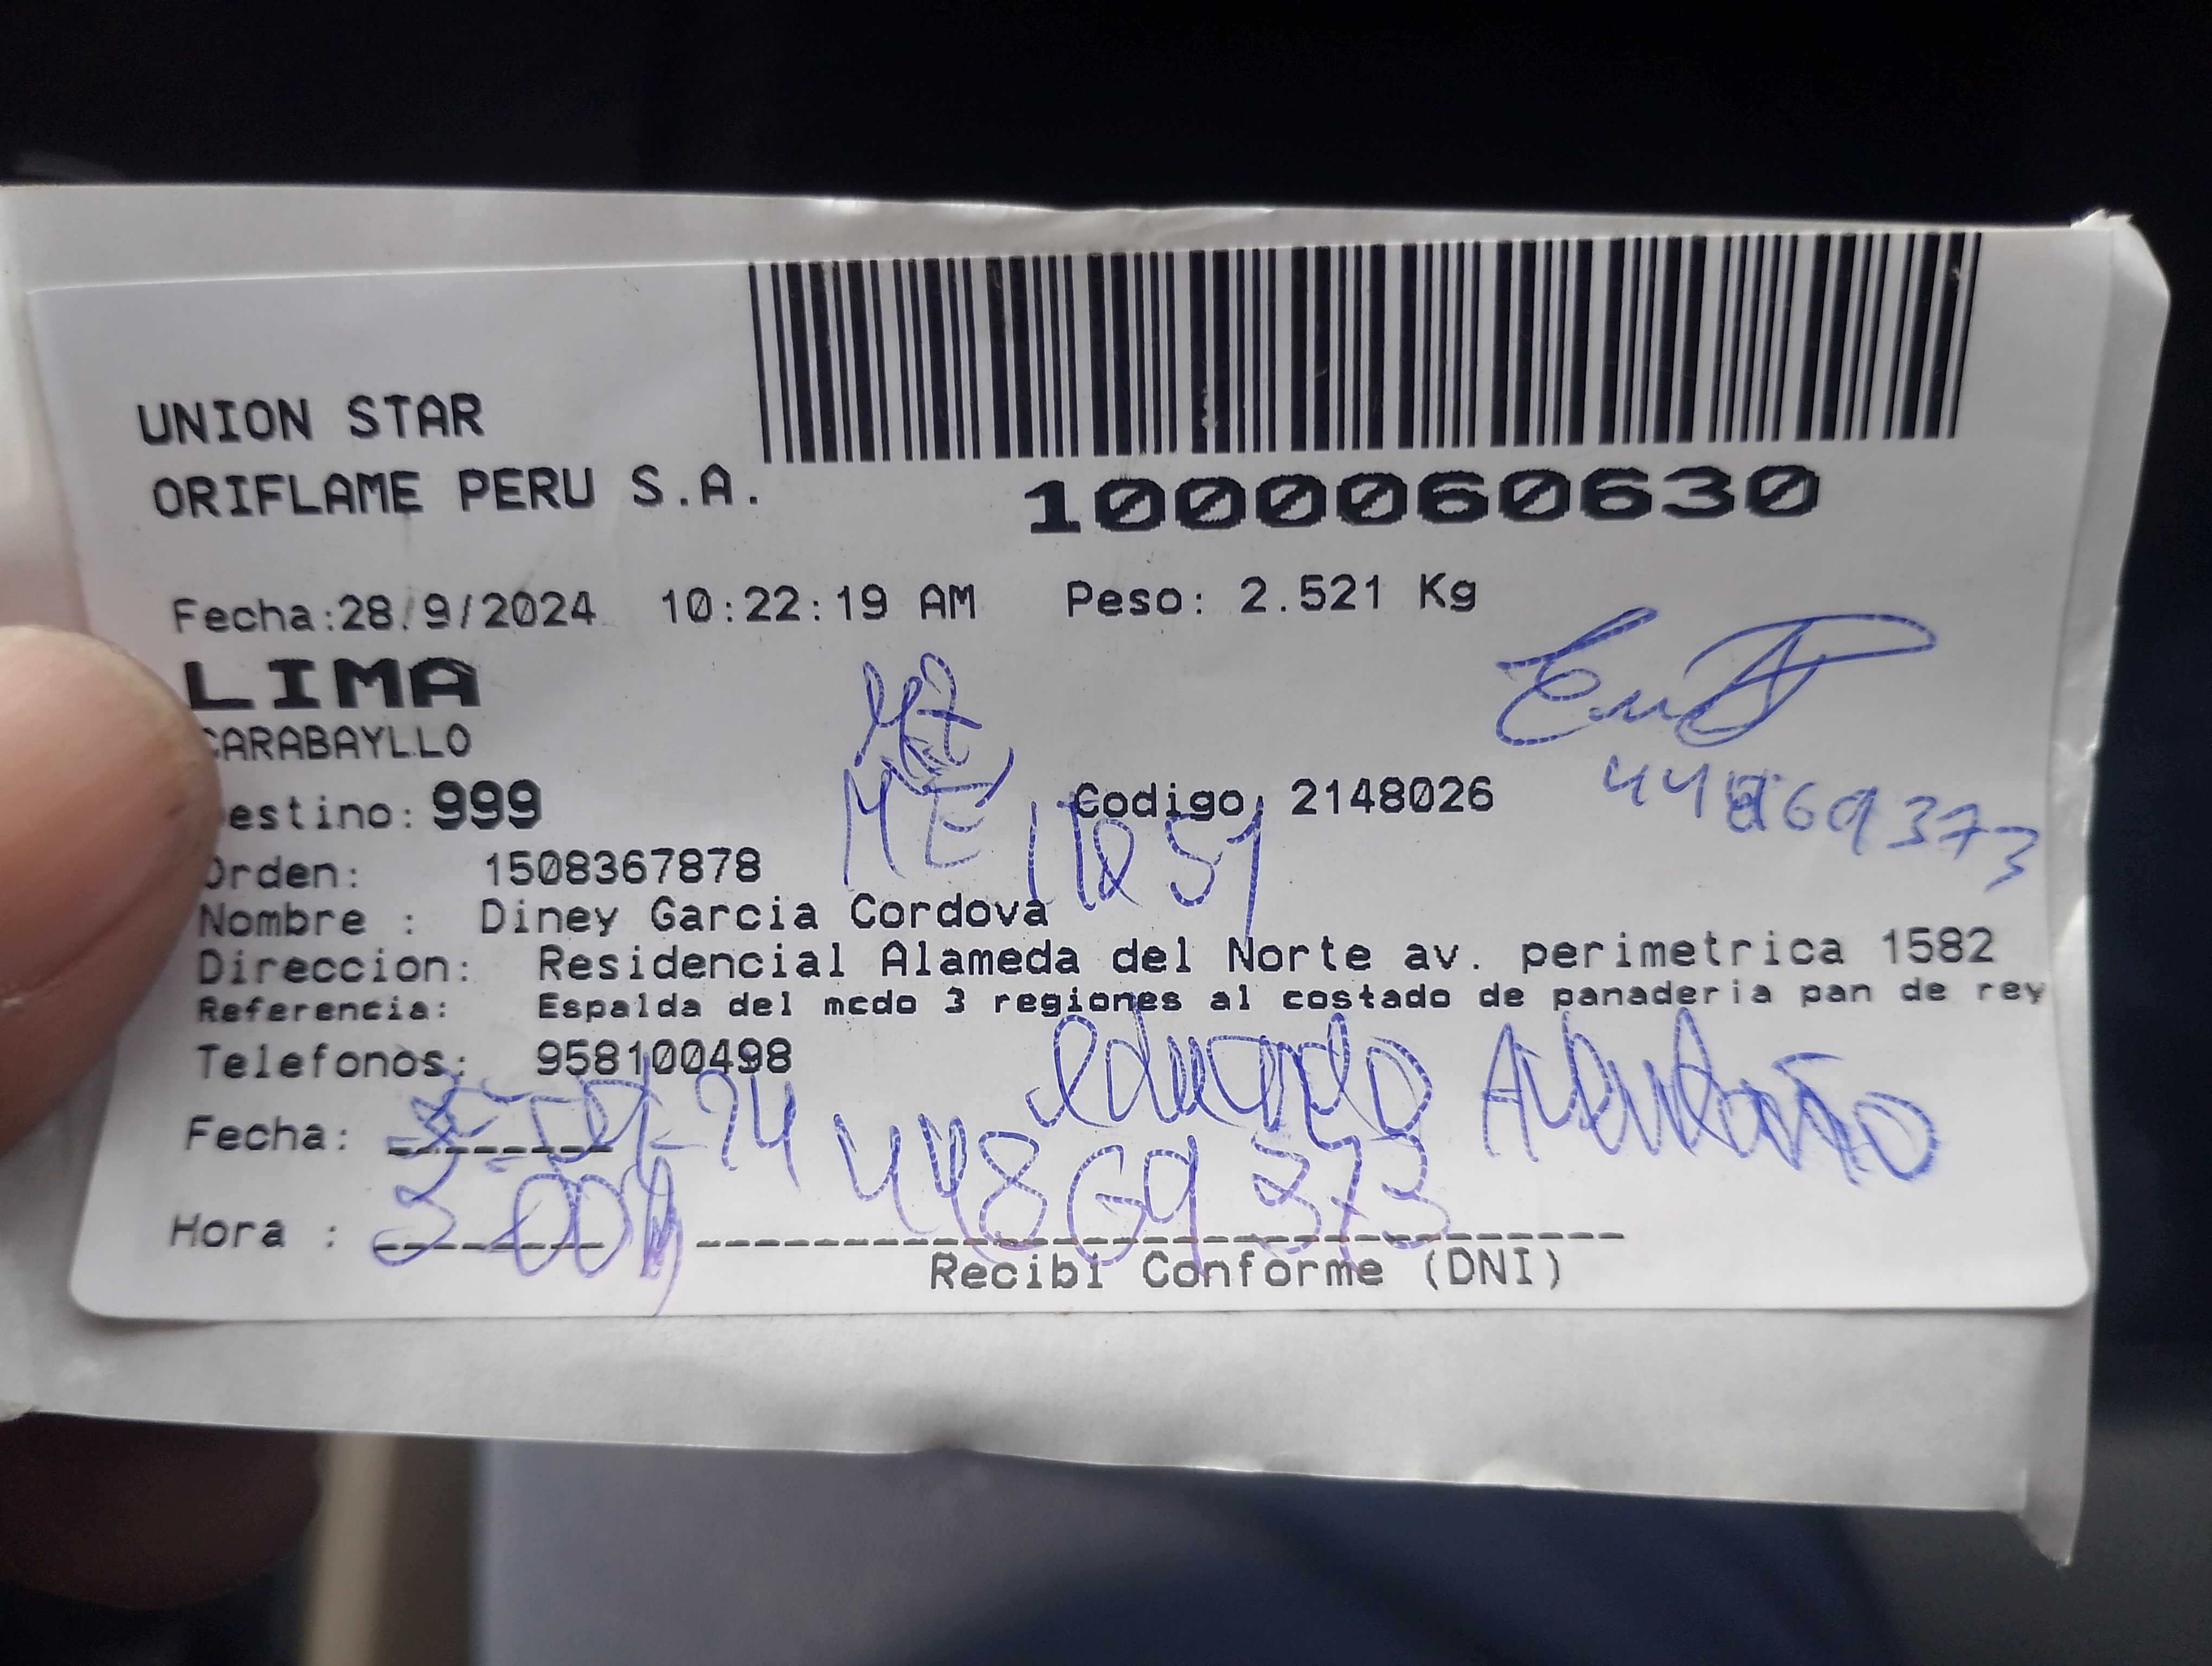 UNION STAR
ORIFLAME PERU S.A.
1000060630
Fecha:28/9/2024 10:22:19 AM Peso: 2.521 Kg
LIMA
CARABAYLLO
Destino: 999
Codigo: 2148026
44869373
Orden: 1508367878
Nombre : Diney Garcia Cordova
Direccion: Residencial Alameda del Norte av. perimetrica 1582
Referencia: Espalda del mcdo 3 regiones al costado de panaderia pan de rey
Telefonos: 958100498
eduardo
Fecha:
44869373
Hora :
Recibi Conforme (DNI)